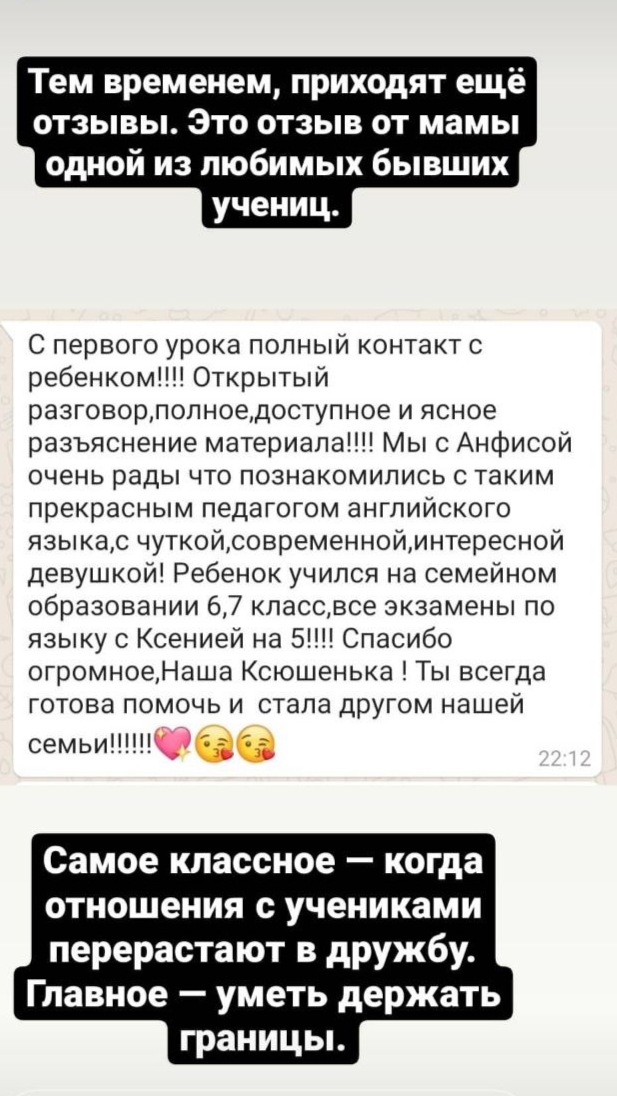 Тем временем, приходят ещё
отзывы. Это отзыв от мамы
одной из любимых бывших
учениц.
С первого урока полный контакт с
ребенком!!!! Открытый
разговор,полное,доступное и ясное
разъяснение материала!!!! Мы с Анфисой
очень рады что познакомились с таким
прекрасным педагогом английского
языка,с чуткой,современной,интересной
девушкой! Ребенок учился на семейном
образовании 6,7 класс,все экзамены по
языку с Ксенией на 5!!!! Спасибо
огромное,Наша Ксюшенька ! Ты всегда
готова помочь и  стала другом нашей
семьи!!!!!!💖😘😘
22:12
Самое классное — когда
отношения с учениками
перерастают в дружбу.
Главное — уметь держать
границы.